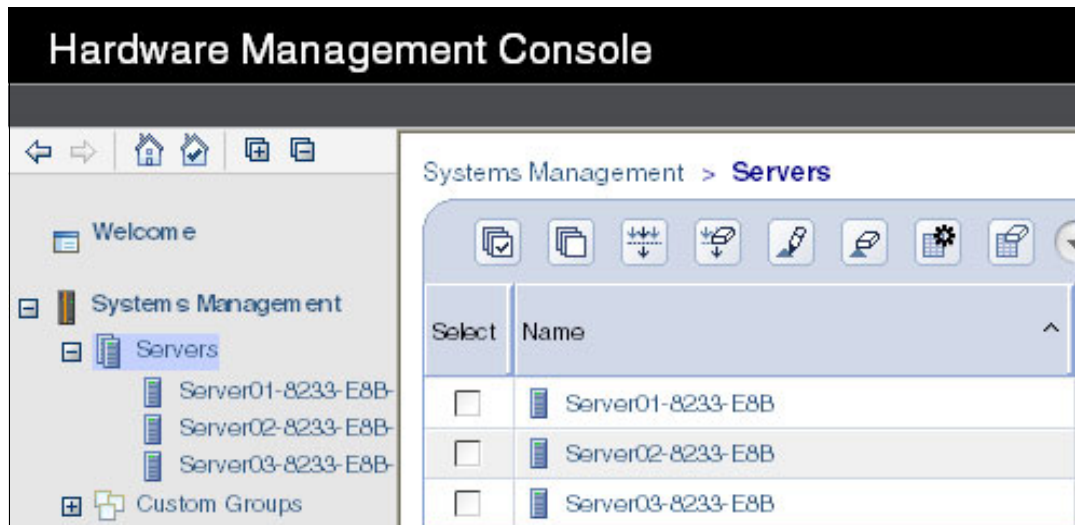 Hardware Management Console
Welcome
Systems Management
Servers
Server01-8233-E8B-
Server02-8233-E8B-
Server03-8233-E8B-
Custom Groups
Systems Management > Servers
Select Name
Server01-8233-E8B
Server02-8233-E8B
Server03-8233-E8B